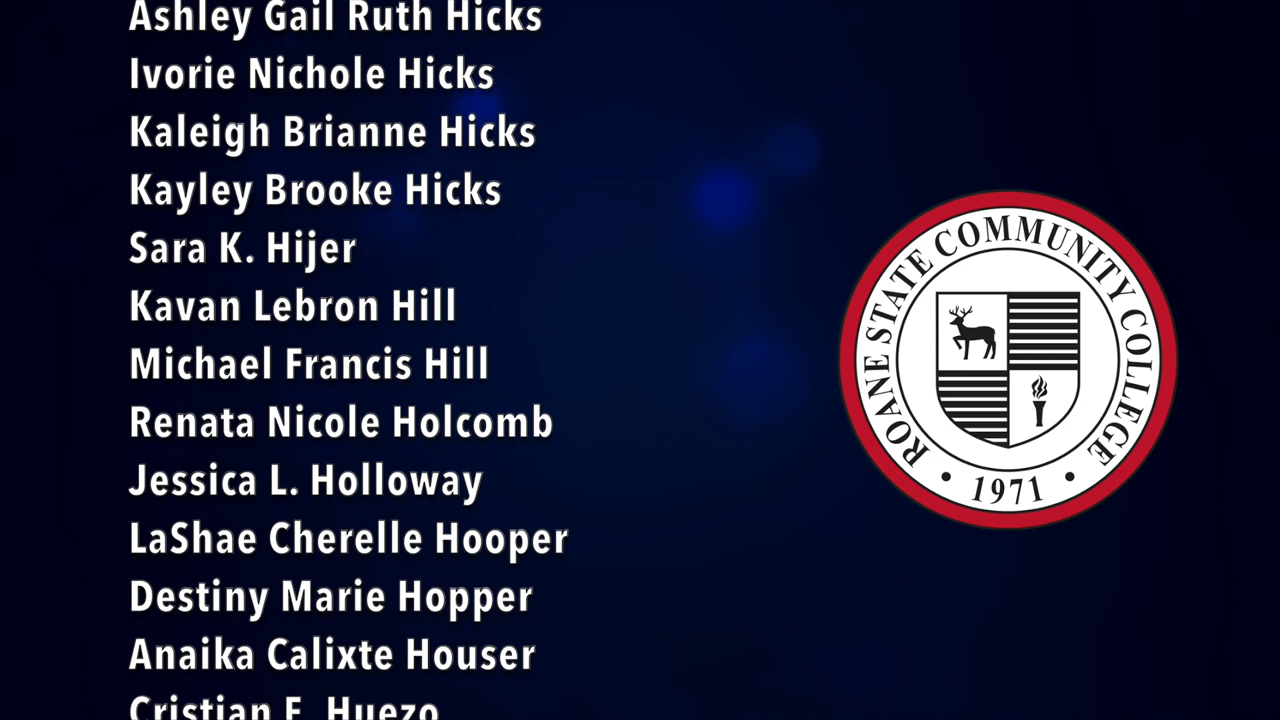 Ashley Gail Ruth Hicks
Ivorie Nichole Hicks
Kaleigh Brianne Hicks
Kayley Brooke Hicks
Sara K. Hijer
Kavan Lebron Hill
Michael Francis Hill
Renata Nicole Holcomb
Jessica L. Holloway
LaShae Cherelle Hooper
Destiny Marie Hopper
Anaika Calixte Houser
Cristian E. Huezo
ROANE STATE COMMUNITY COLLEGE
• 1971 •